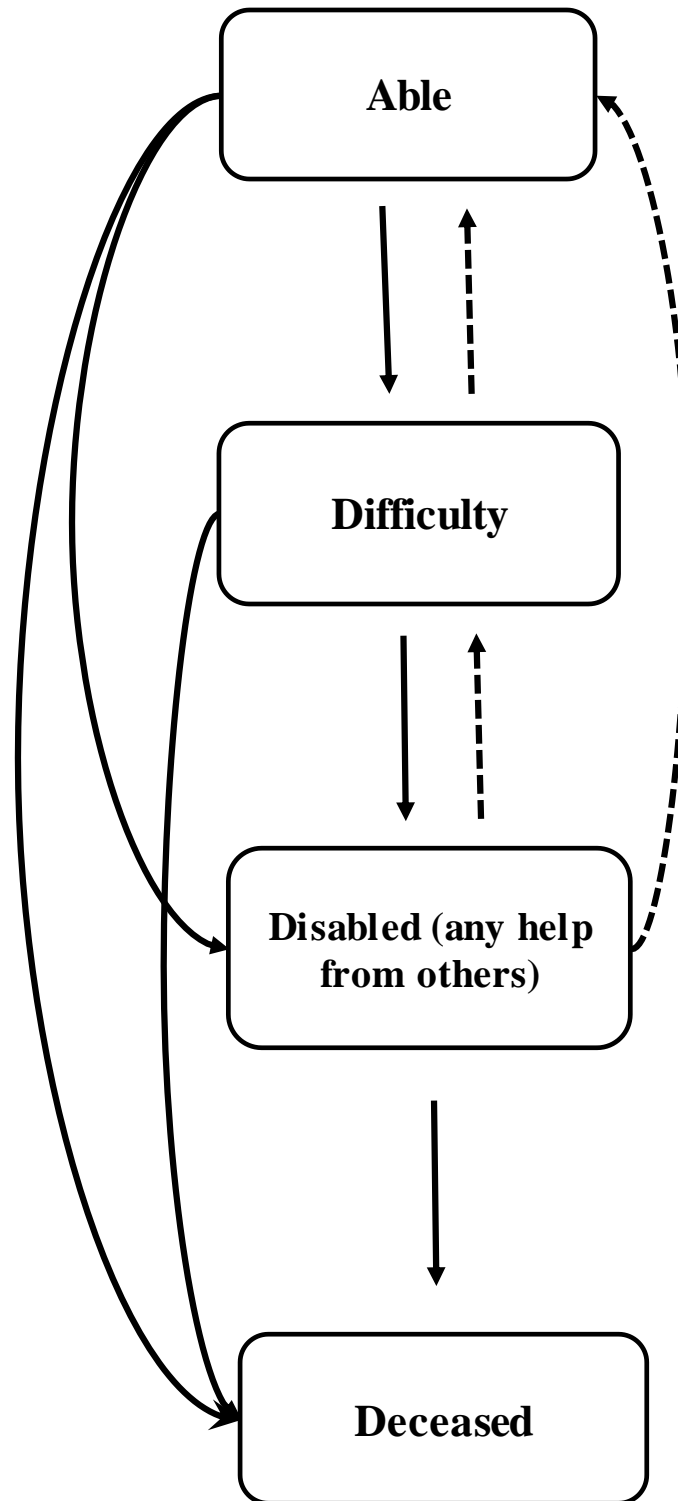 Able
Difficulty
Disabled (any help
from others)
Deceased